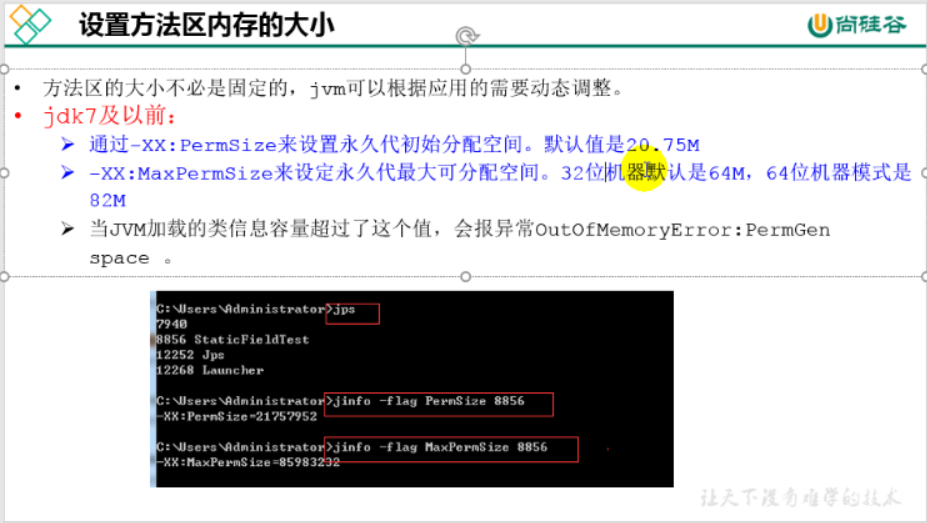 设置方法区内存的大小
尚硅谷
• 方法区的大小不必是固定的，jvm可以根据应用的需要动态调整。
• jdk7及以前：
➢ 通过-XX:PermSize来设置永久代初始分配空间。默认值是20.75M
➢ -XX:MaxPermSize来设定永久代最大可分配空间。32位机器默认是64M，64位机器模式是
82M
➢ 当JVM加载的类信息容量超过了这个值，会报异常OutOfMemoryError:PermGen
space 。
C:\Users\Administrator>jps
7940
8856 StaticFieldTest
12252 Jps
12268 Launcher
C:\Users\Administrator>jinfo -flag PermSize 8856
-XX:PermSize=21757952
C:\Users\Administrator>jinfo -flag MaxPermSize 8856
-XX:MaxPermSize=85983232
让天下没有难学的技术